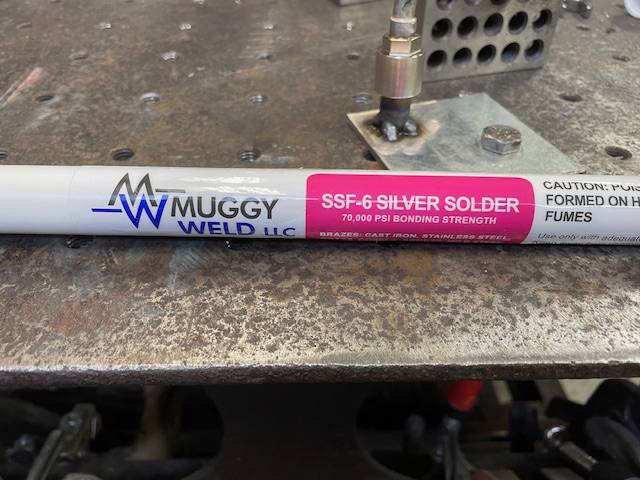 MW MUGGY
WELD LLC
SSF-6 SILVER SOLDER
70,000 PSI BONDING STRENGTH
BRAZES: CAST IRON, STAINLESS STEEL,
CAUTION:
FORMED ON H
FUMES
Use only with adequat